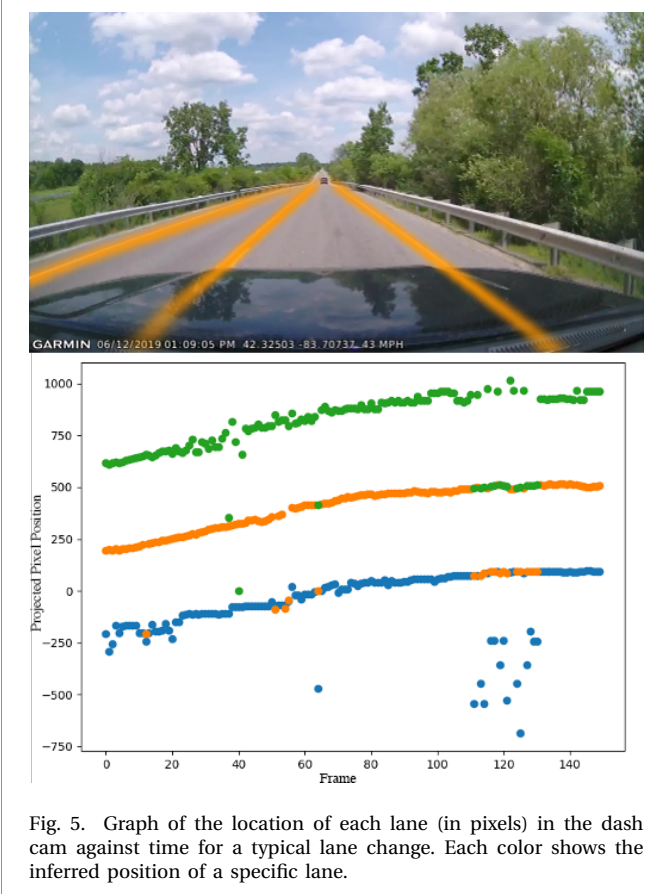 GARMIN 06/12/2019 01:09:05 PM 42.32503 -83.70737 43 MPH
1000
750
500
250
0
−250
−500
−750
Projected Pixel Position
0 20 40 60 80 100 120 140
Frame
Fig. 5. Graph of the location of each lane (in pixels) in the dash
cam against time for a typical lane change. Each color shows the
inferred position of a specific lane.